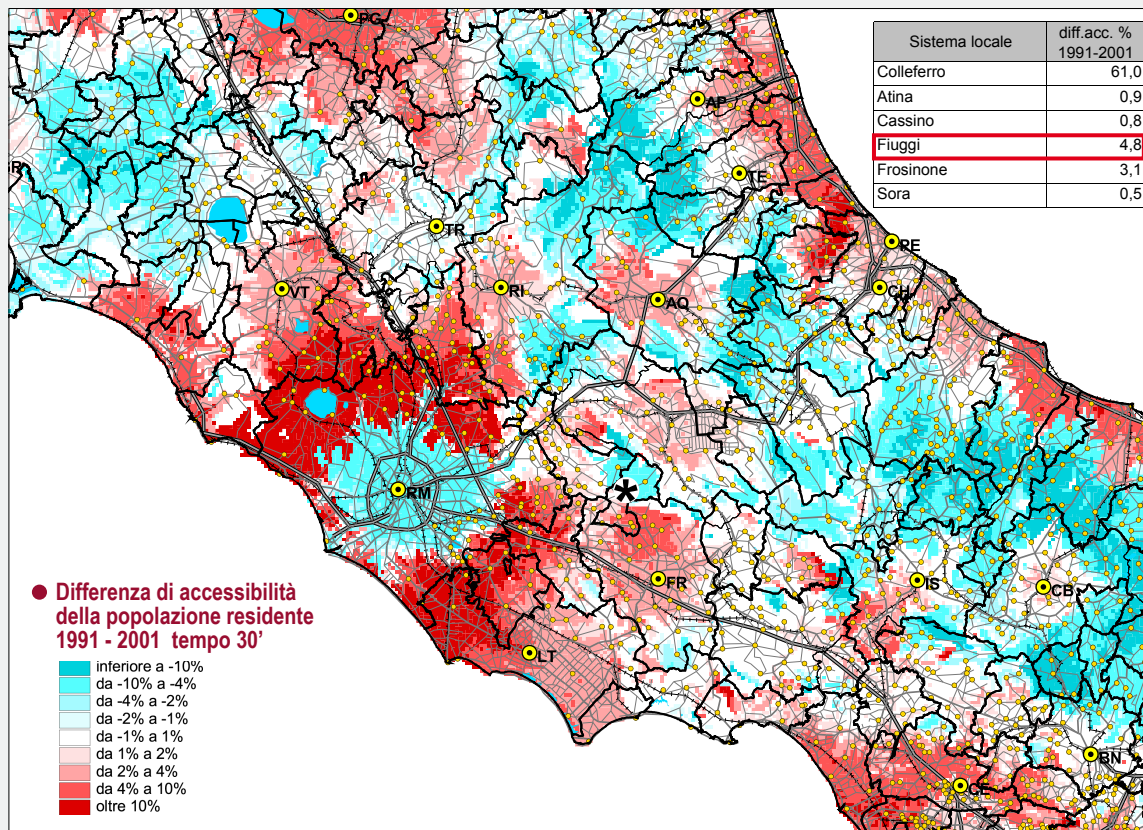 Sistema locale diff.acc. % 1991-2001
Colleferro 61,0
Atina 0,9
Cassino 0,8
Fiuggi 4,8
Frosinone 3,1
Sora 0,5
PG
AP
TE
TR
PE
VT
RI
AQ
CH
RM
*
FR
IS
CB
LT
BN
CE
● Differenza di accessibilità
della popolazione residente
1991 - 2001 tempo 30'
inferiore a -10%
da -10% a -4%
da -4% a -2%
da -2% a -1%
da -1% a 1%
da 1% a 2%
da 2% a 4%
da 4% a 10%
oltre 10%